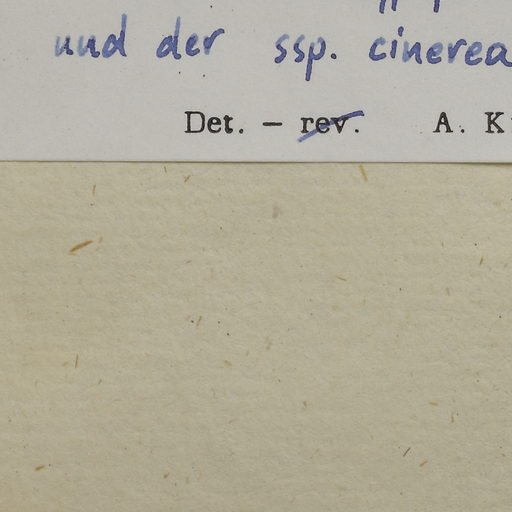 und der ssp. cinerea
Det. – rev. A. K